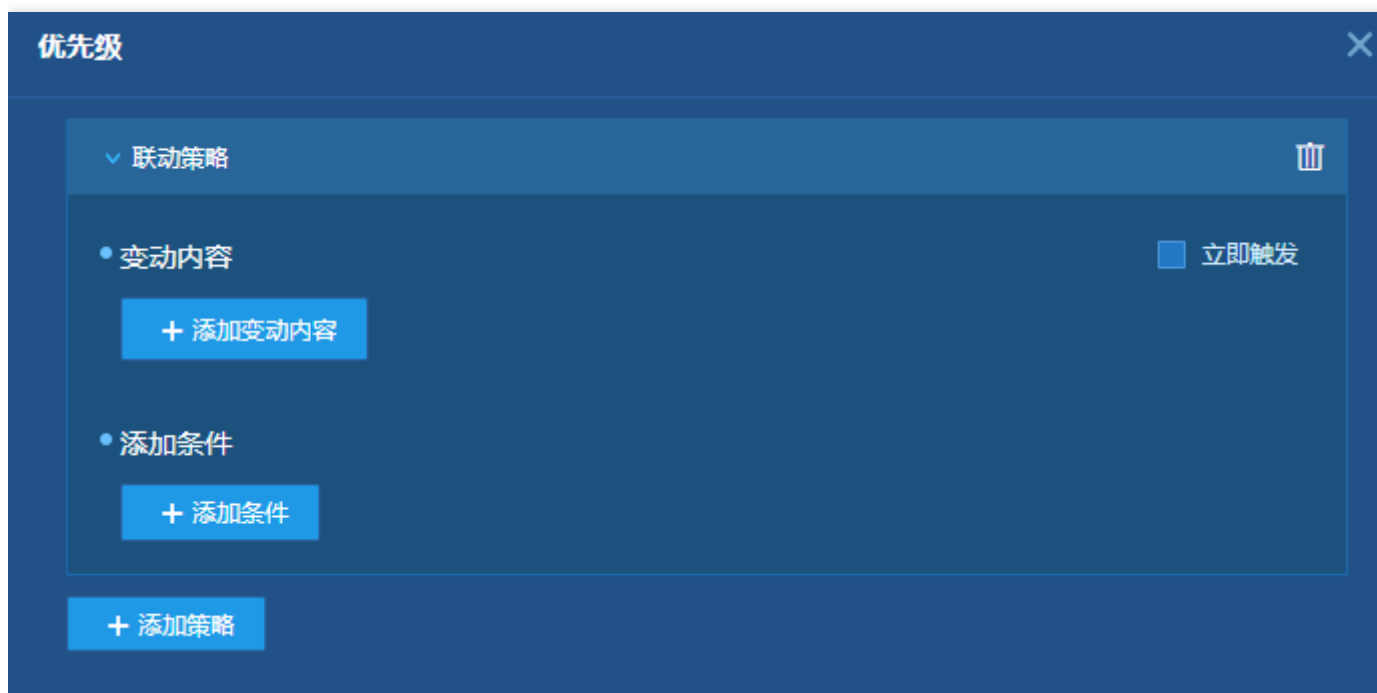 优先级
联动策略
变动内容 立即触发
+ 添加变动内容
添加条件
+ 添加条件
+ 添加策略